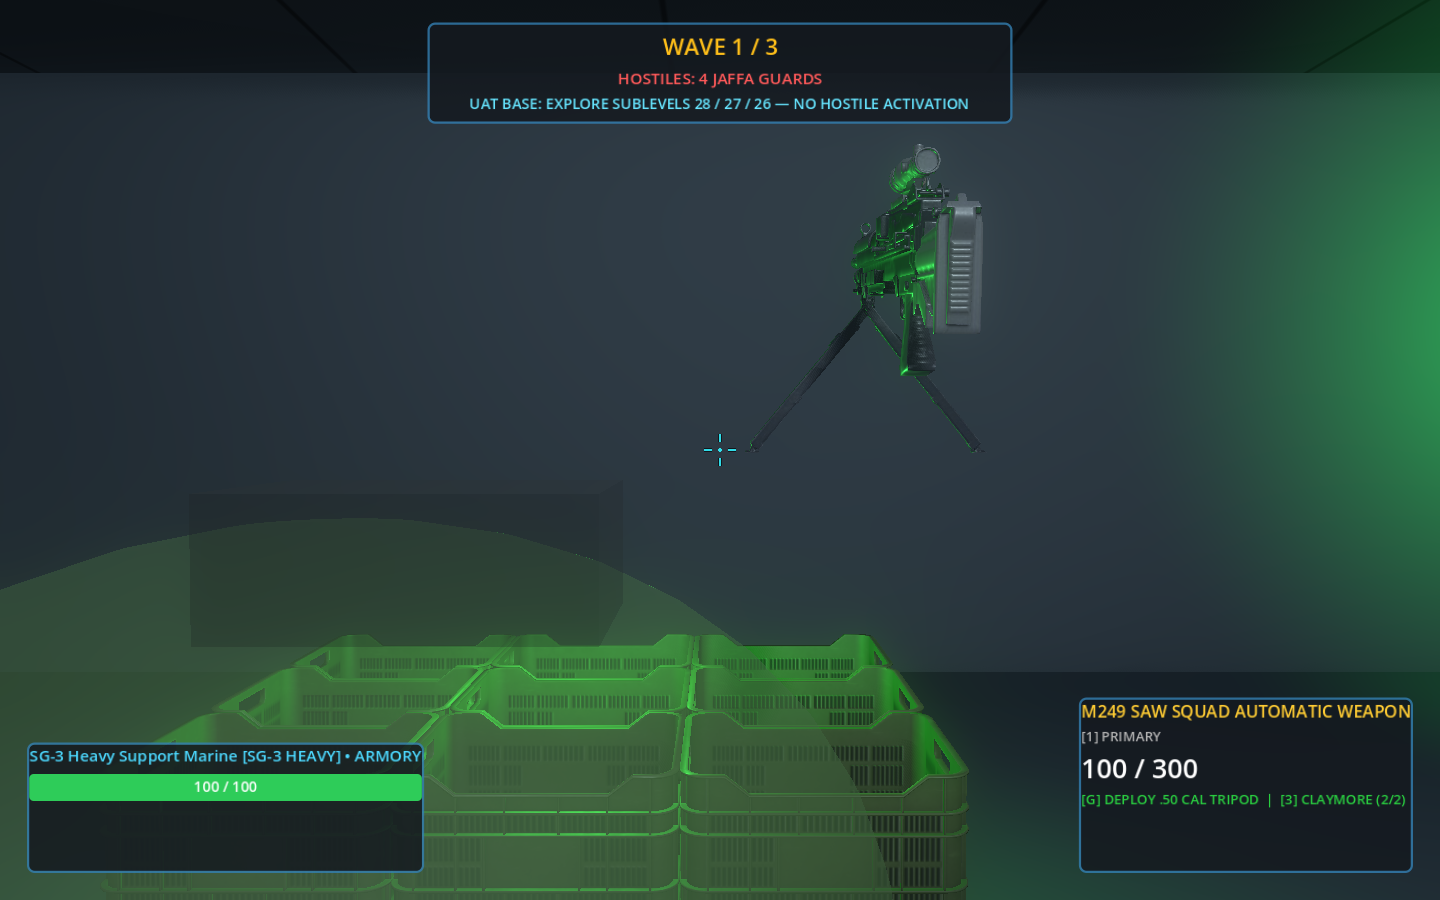 WAVE 1 / 3
HOSTILES: 4 JAFFA GUARDS
UAT BASE: EXPLORE SUBLEVELS 28 / 27 / 26 — NO HOSTILE ACTIVATION
SG-3 Heavy Support Marine [SG-3 HEAVY] • ARMORY
100 / 100
M249 SAW SQUAD AUTOMATIC WEAPON
[1] PRIMARY
100 / 300
[G] DEPLOY .50 CAL TRIPOD | [3] CLAYMORE (2/2)